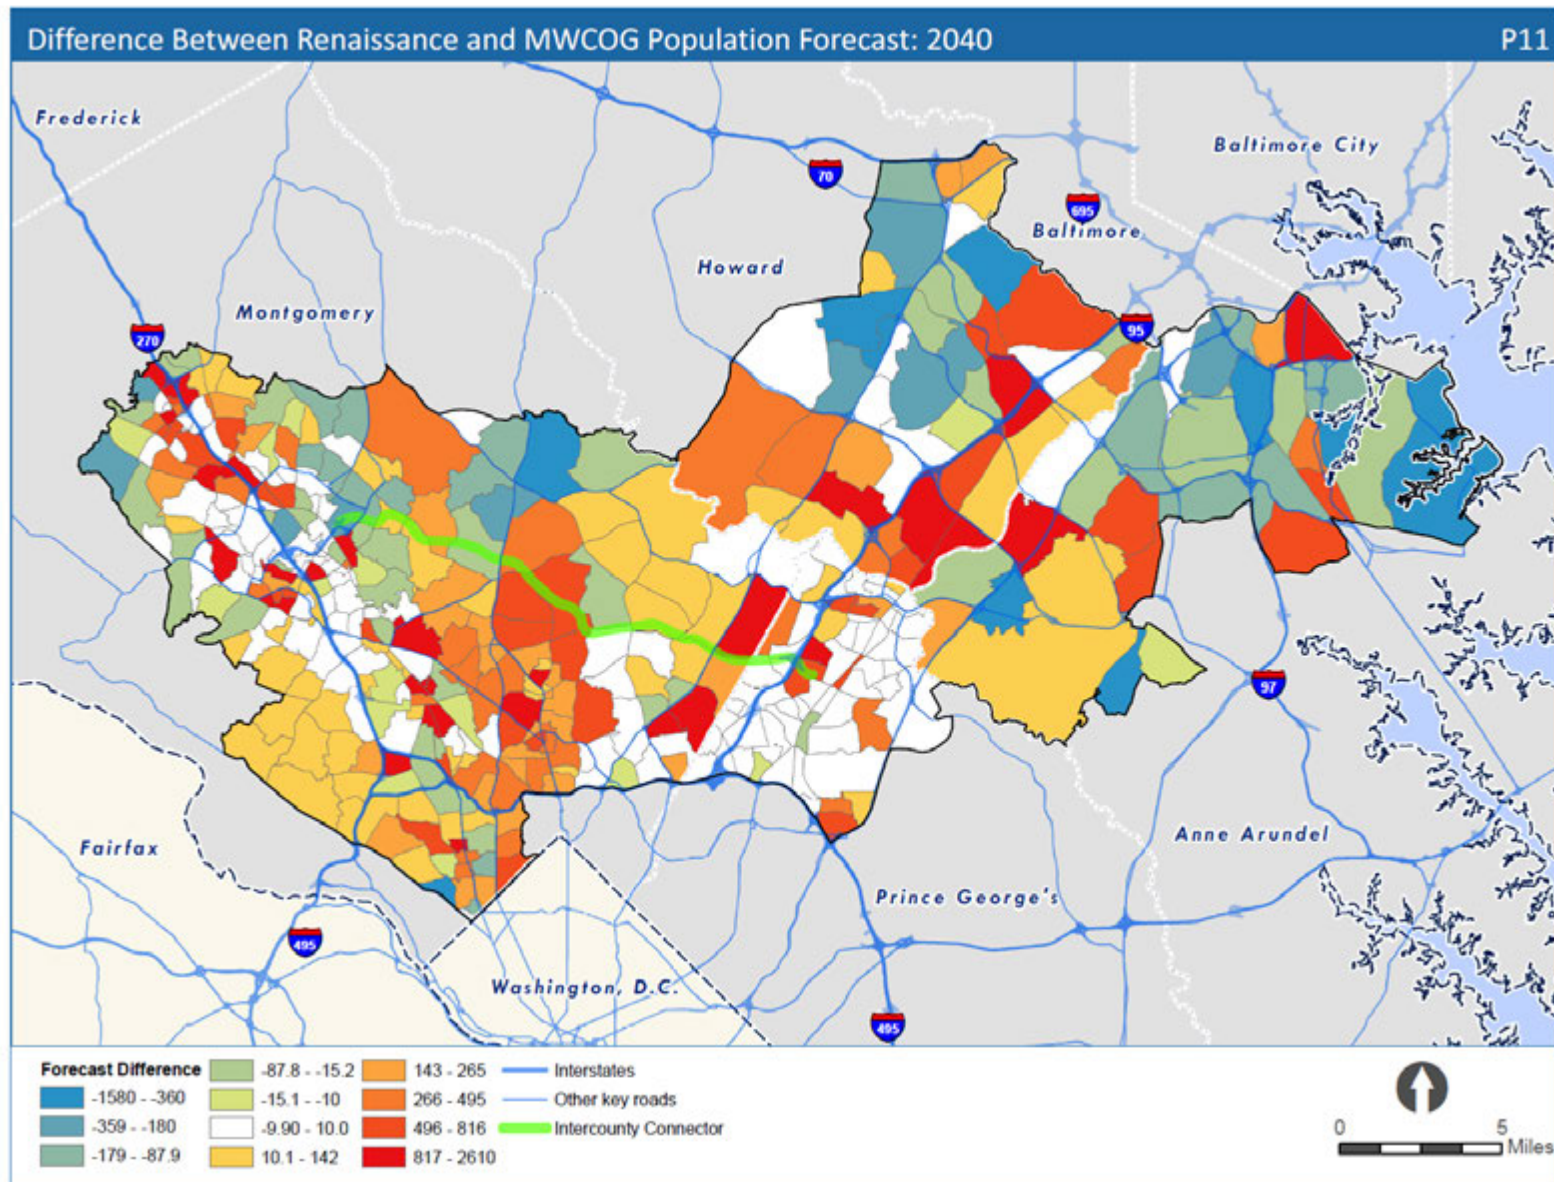 Difference Between Renaissance and MWCOG Population Forecast: 2040 P11
Frederick
Baltimore City
70
695
Baltimore
Howard
Montgomery
270
95
97
Fairfax
Anne Arundel
Prince George's
495
Washington, D.C.
495
Forecast Difference
-1580 - -360
-359 - -180
-179 - -87.9
-87.8 - -15.2
-15.1 - -10
-9.90 - 10.0
10.1 - 142
143 - 265
266 - 495
496 - 816
817 - 2610
Interstates
Other key roads
Intercounty Connector
0 5
Miles